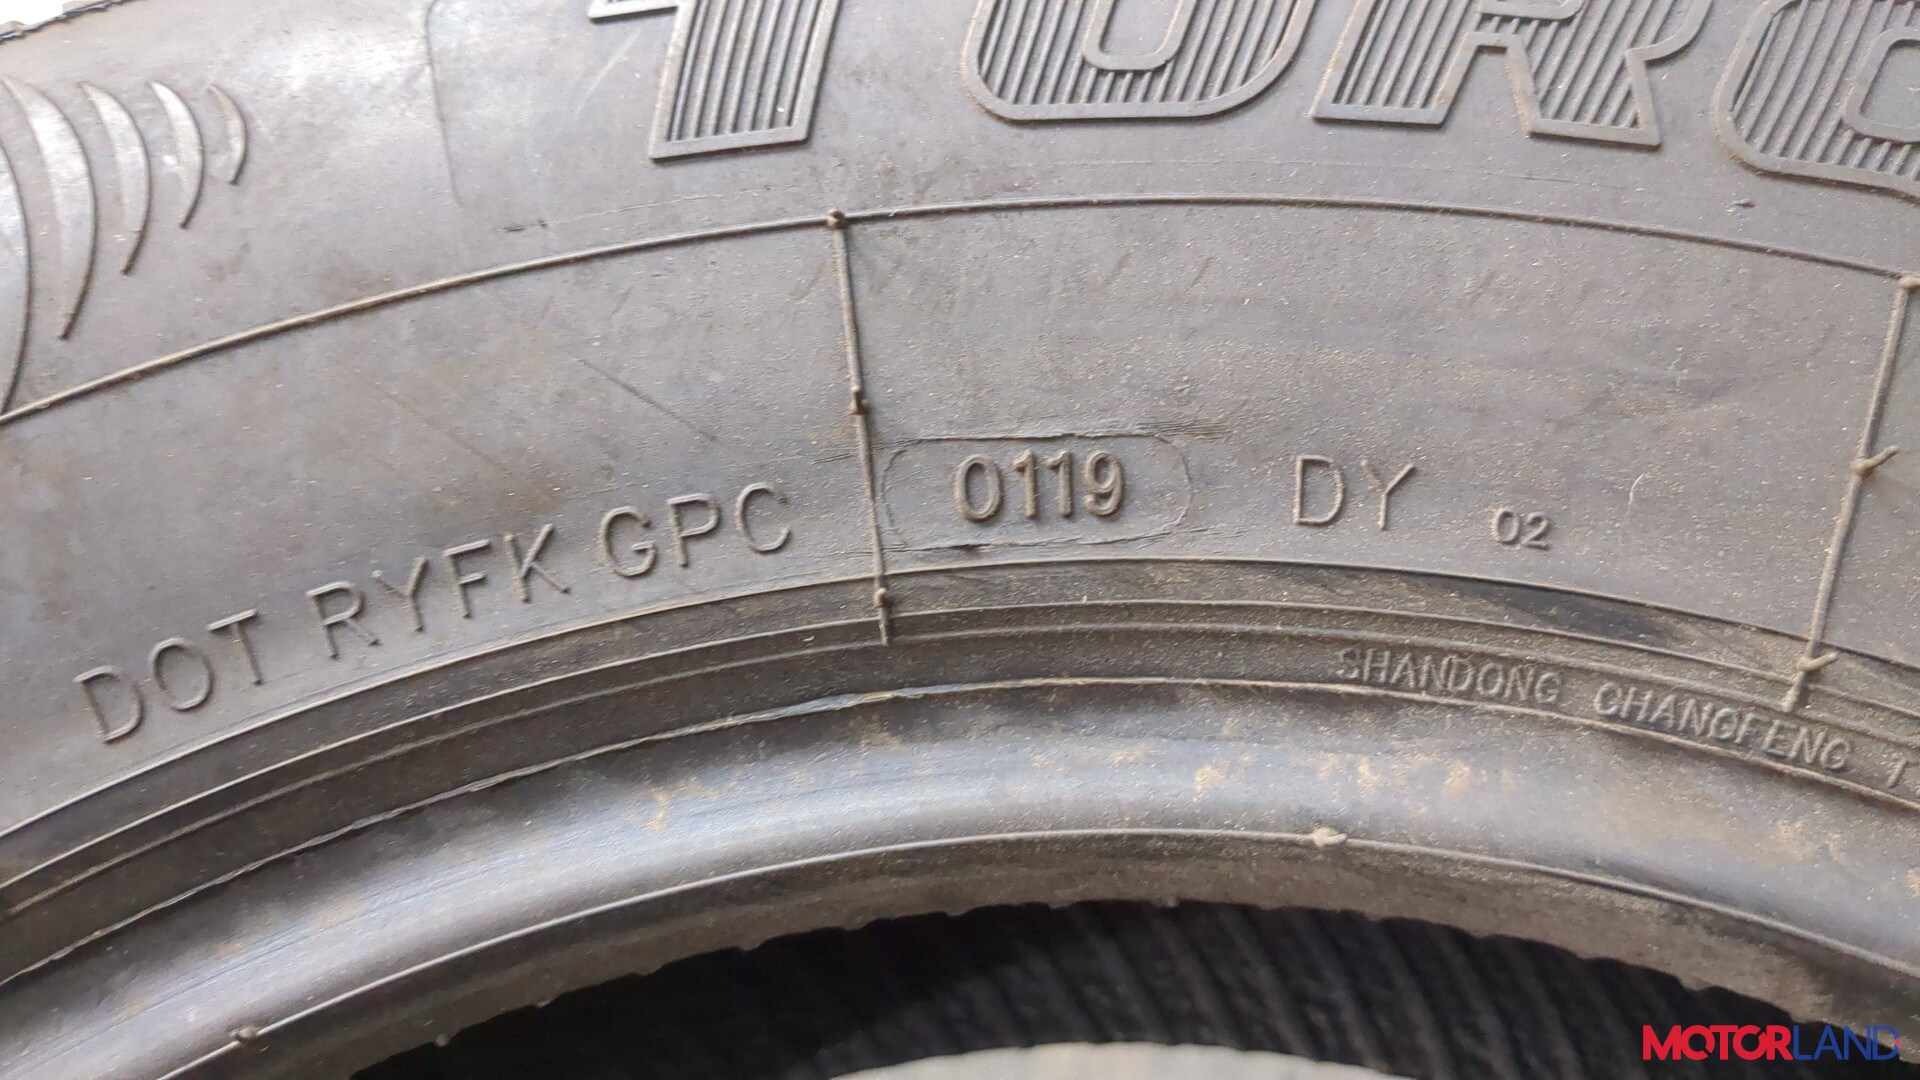 DOT RYFK GPC 0119 DY 02
SHANDONG CHANGFENG
MOTORLAND